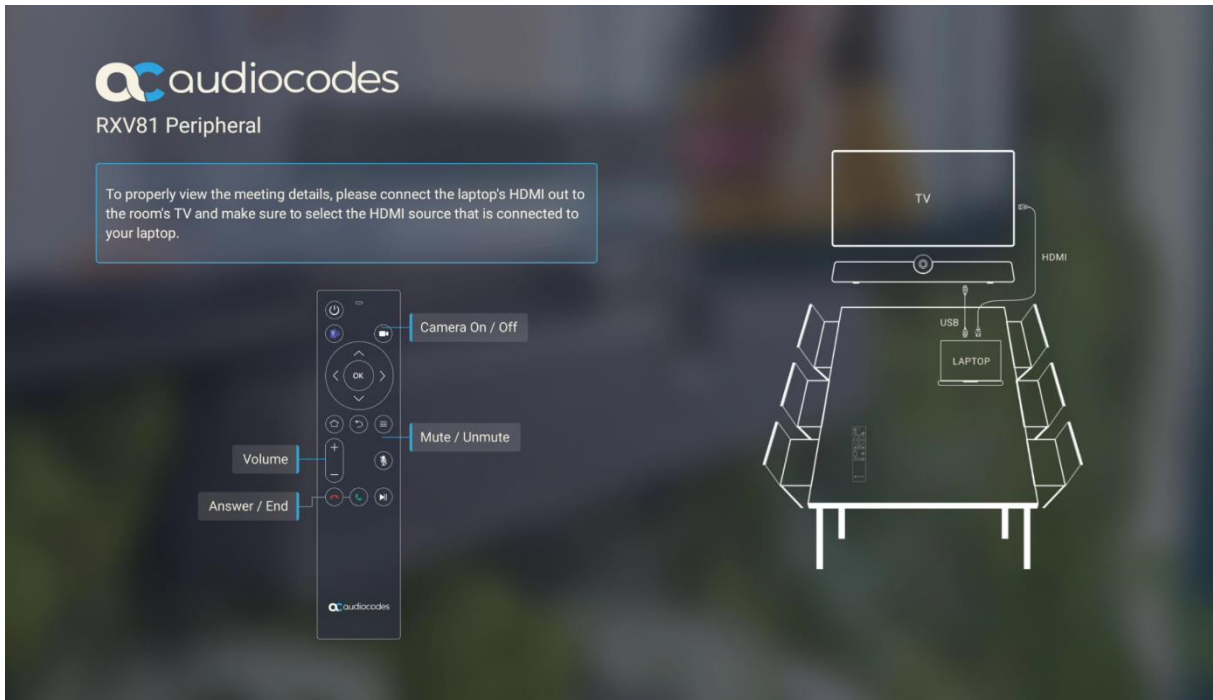 audiocodes
RXV81 Peripheral
To properly view the meeting details, please connect the laptop's HDMI out to
the room's TV and make sure to select the HDMI source that is connected to
your laptop.
Camera On / Off
OK
Mute / Unmute
Volume
+
−
Answer / End
audiocodes
TV
HDMI
USB
LAPTOP